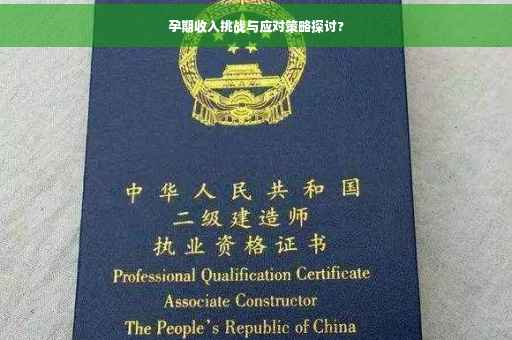 孕期收入挑战与应对策略探讨？
中华人民共和国
二级建造师
执业资格证书
Professional Qualification Certificate
Associate Constructor
The People's Republic of China